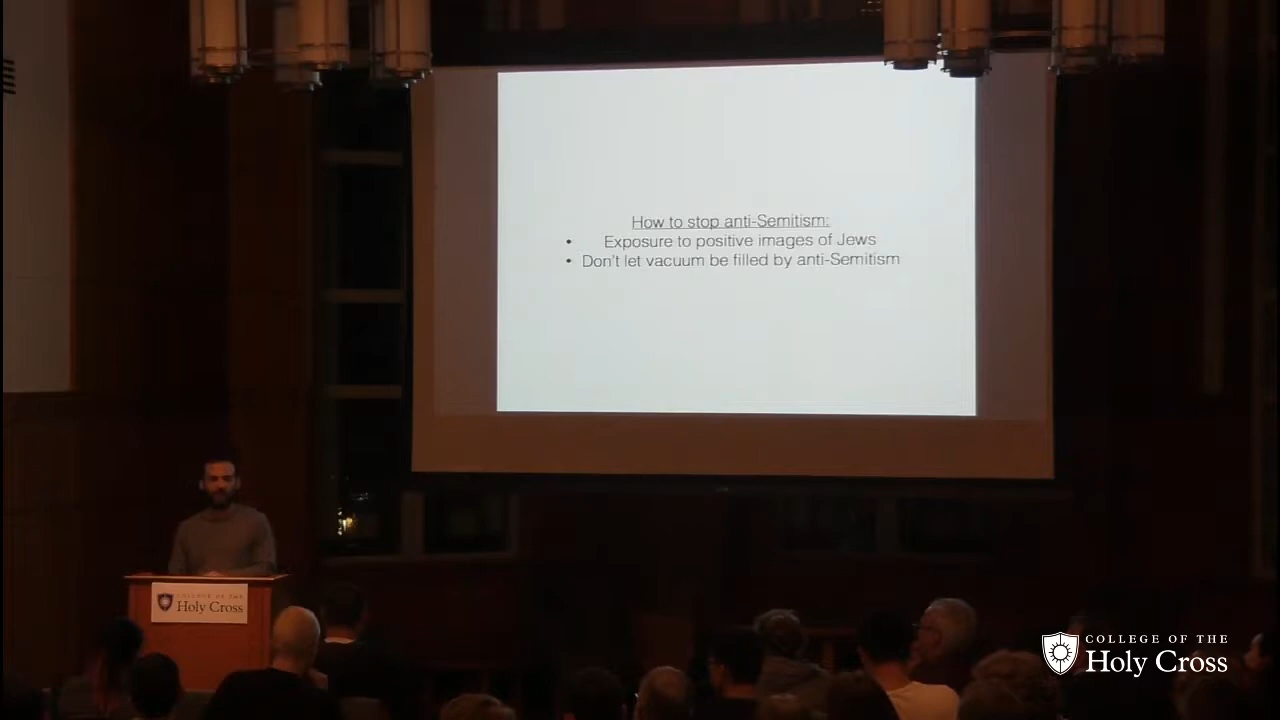 How to stop anti-Semitism:
• Exposure to positive images of Jews
• Don't let vacuum be filled by anti-Semitism
COLLEGE OF THE
Holy Cross
COLLEGE OF THE
Holy Cross